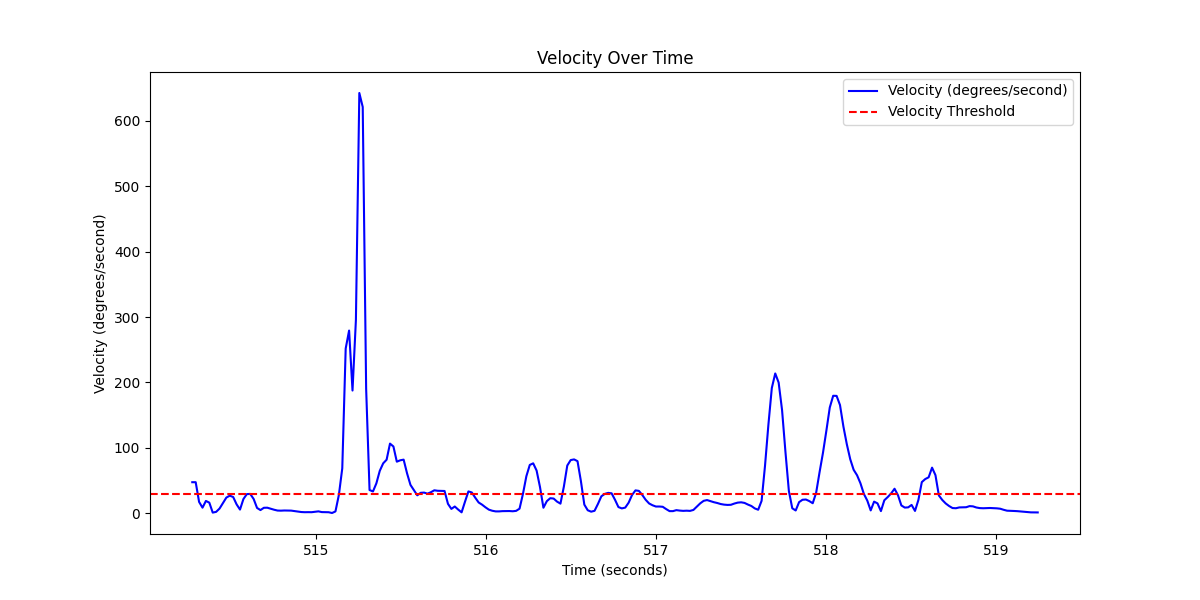 Velocity Over Time
Velocity (degrees/second)
Velocity Threshold
Velocity (degrees/second)
600
500
400
300
200
100
0
515
516
517
518
519
Time (seconds)